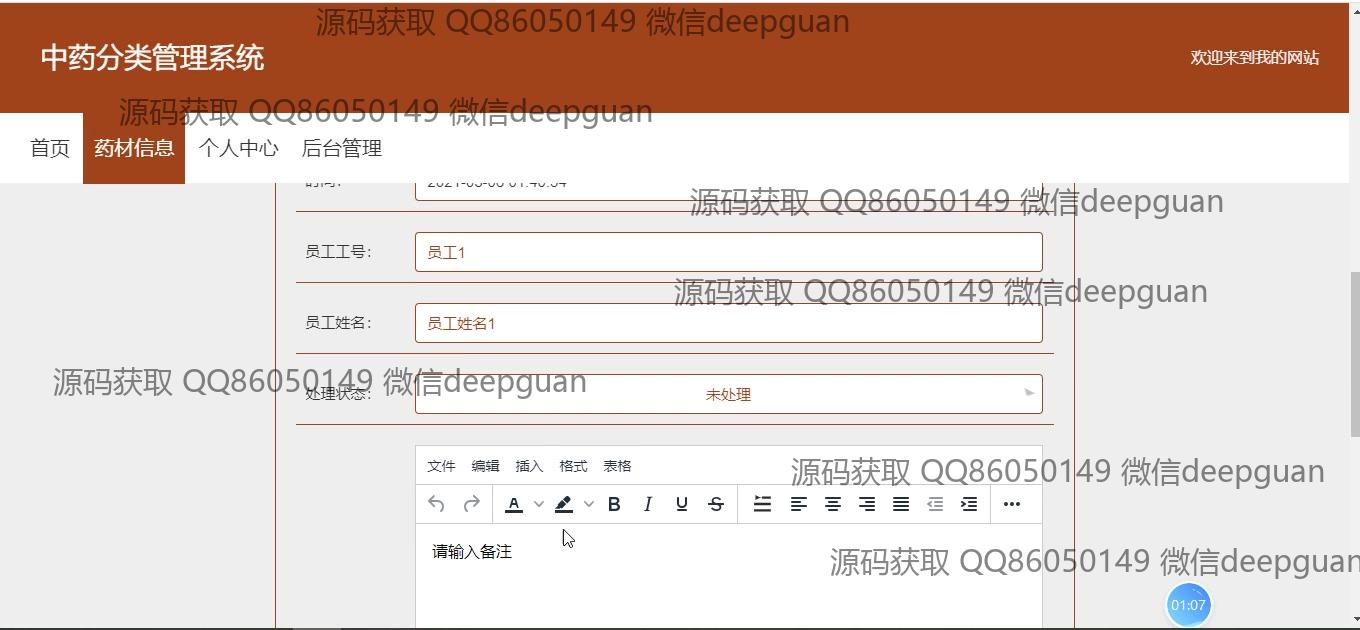 源码获取 QQ86050149 微信deepguan
中药分类管理系统
欢迎来到我的网站
源码获取 QQ86050149 微信deepguan
首页 药材信息 个人中心 后台管理
源码获取 QQ86050149 微信deepguan
员工工号: 员工1
源码获取 QQ86050149 微信deepguan
员工姓名: 员工姓名1
源码获取 QQ86050149 微信deepguan
处理状态: 未处理
文件 编辑 插入 格式 表格
源码获取 QQ86050149 微信deepguan
请输入备注
源码获取 QQ86050149 微信deepguan
01:07